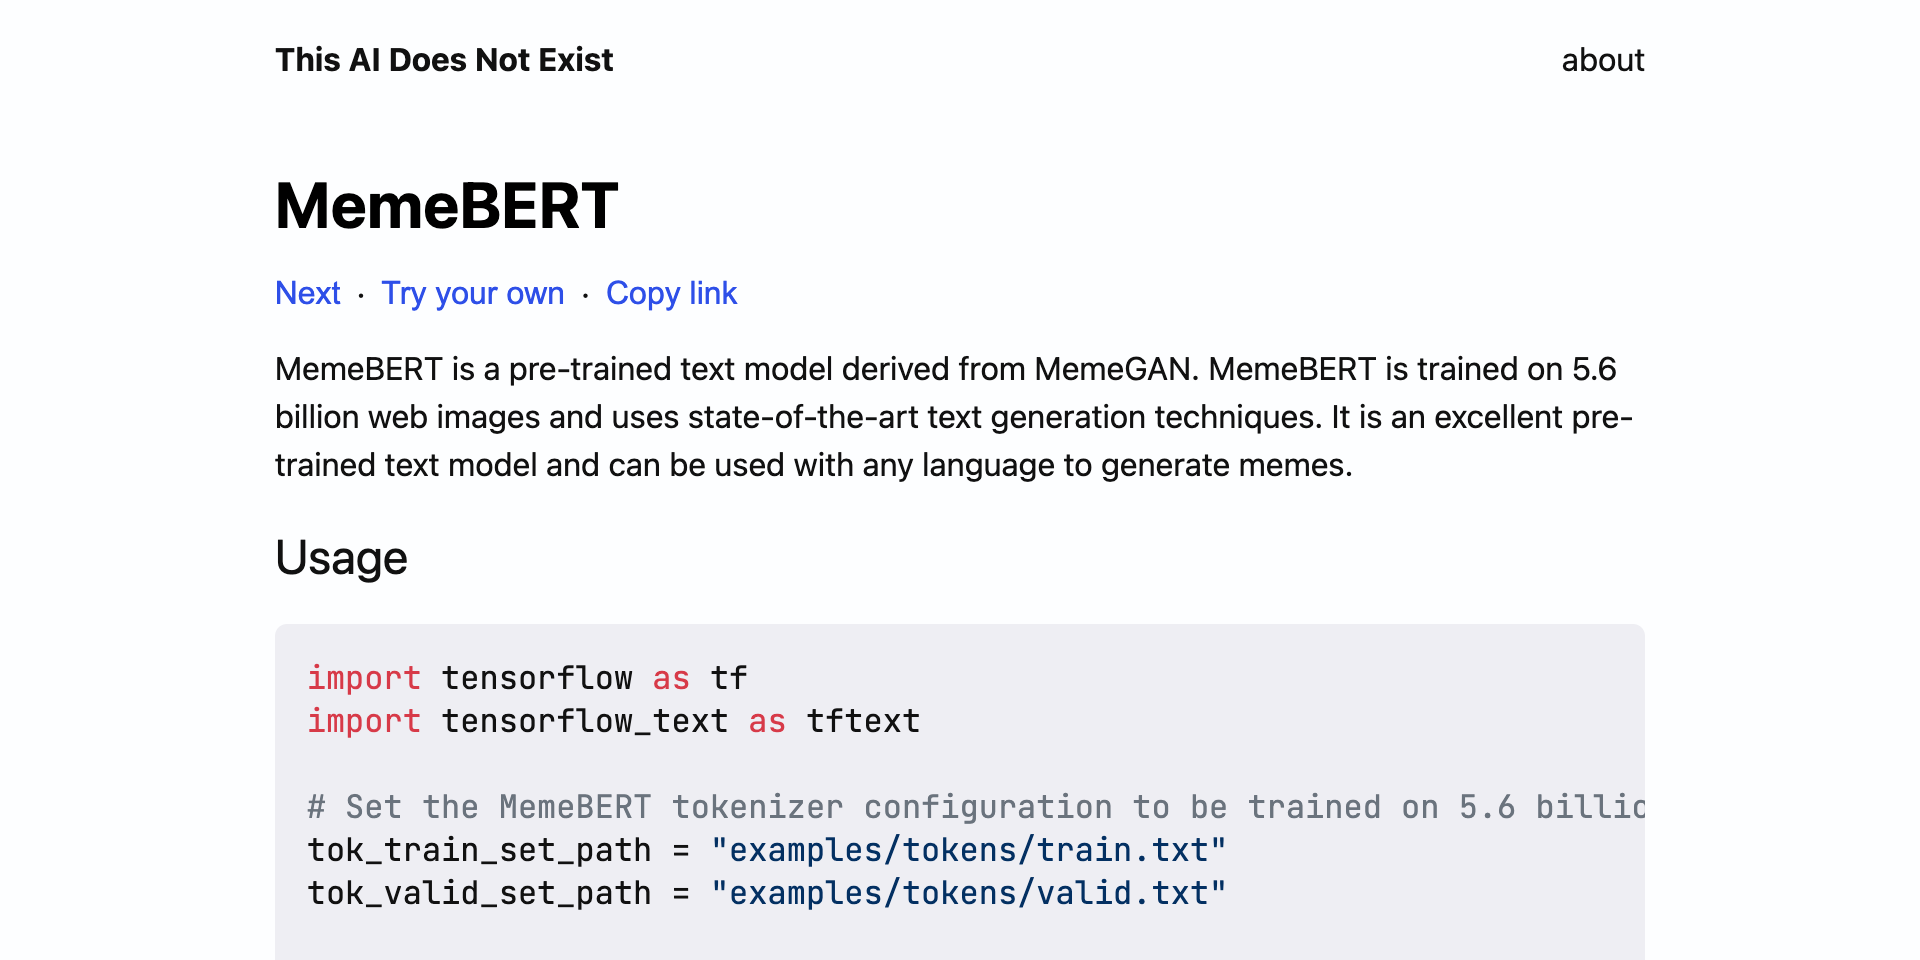 This AI Does Not Exist
about
MemeBERT
Next · Try your own · Copy link
MemeBERT is a pre-trained text model derived from MemeGAN. MemeBERT is trained on 5.6
billion web images and uses state-of-the-art text generation techniques. It is an excellent pre-
trained text model and can be used with any language to generate memes.
Usage
import tensorflow as tf
import tensorflow_text as tftext
# Set the MemeBERT tokenizer configuration to be trained on 5.6 billio
tok_train_set_path = "examples/tokens/train.txt"
tok_valid_set_path = "examples/tokens/valid.txt"